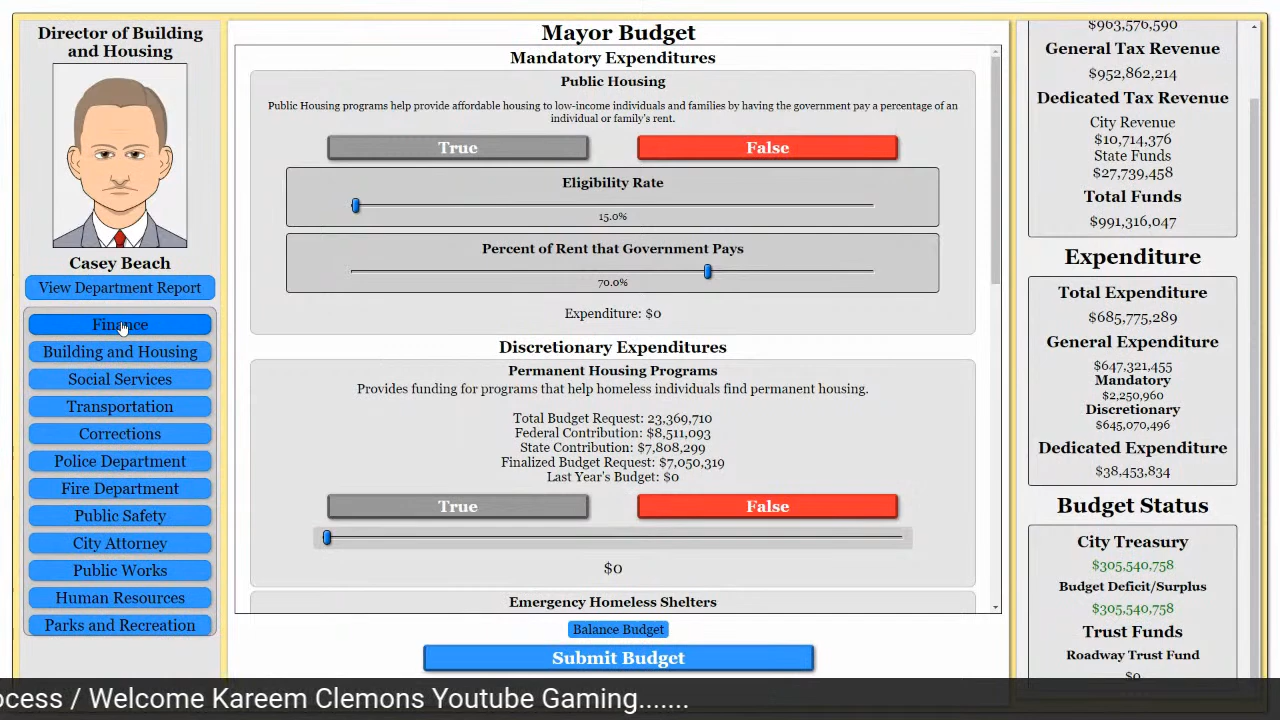 Director of Building
and Housing
Casey Beach
View Department Report
Finance
Building and Housing
Social Services
Transportation
Corrections
Police Department
Fire Department
Public Safety
City Attorney
Public Works
Human Resources
Parks and Recreation
Mayor Budget
Mandatory Expenditures
Public Housing
Public Housing programs help provide affordable housing to low-income individuals and families by having the government pay a percentage of an
individual or family's rent.
True
False
Eligibility Rate
15.0%
Percent of Rent that Government Pays
70.0%
Expenditure: $0
Discretionary Expenditures
Permanent Housing Programs
Provides funding for programs that help homeless individuals find permanent housing.
Total Budget Request: 23,369,710
Federal Contribution: $8,511,093
State Contribution: $7,808,299
Finalized Budget Request: $7,050,319
Last Year's Budget: $0
True
False
$0
Emergency Homeless Shelters
Balance Budget
Submit Budget
$963,576,590
General Tax Revenue
$952,862,214
Dedicated Tax Revenue
City Revenue
$10,714,376
State Funds
$27,739,458
Total Funds
$991,316,047
Expenditure
Total Expenditure
$685,775,289
General Expenditure
$647,321,455
Mandatory
$2,250,960
Discretionary
$645,070,496
Dedicated Expenditure
$38,453,834
Budget Status
City Treasury
$305,540,758
Budget Deficit/Surplus
$305,540,758
Trust Funds
Roadway Trust Fund
$0
ocess / Welcome Kareem Clemons Youtube Gaming.......